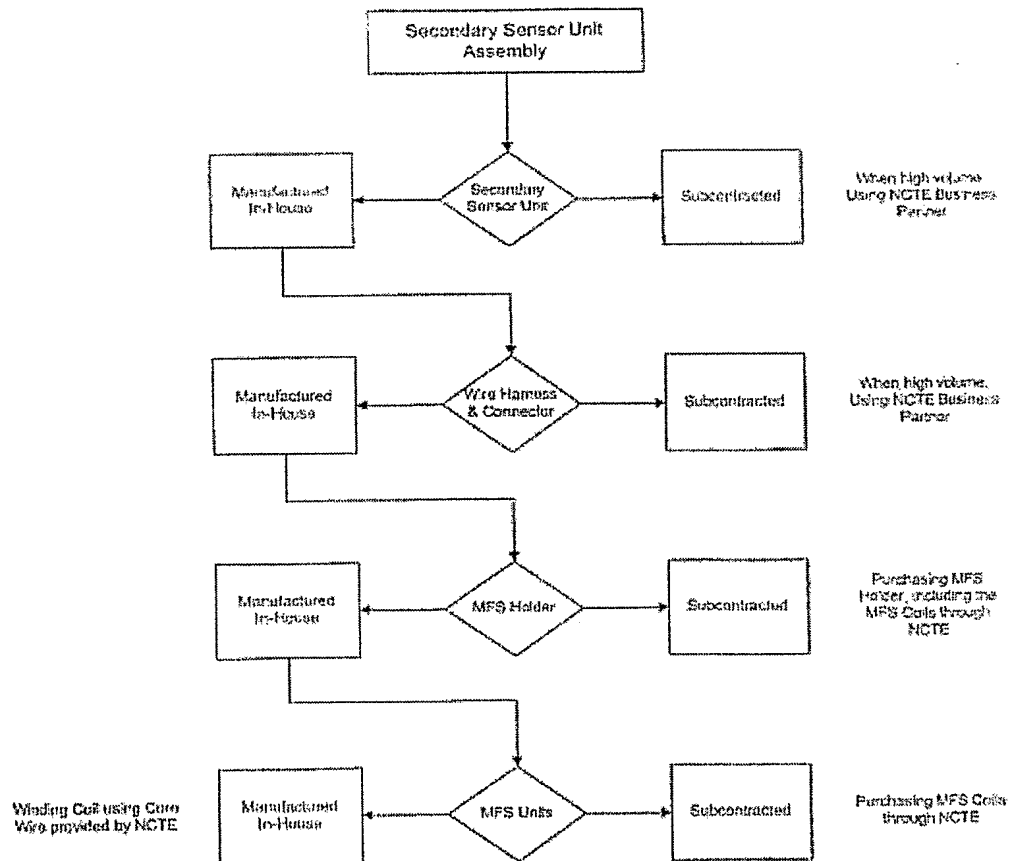 Secondary Sensor Unit
Assembly
Manufactured
In-House
Secondary
Sensor Unit
Subcontracted
When high volume
Using NCTE Business
Partner
Manufactured
In-House
Wire Harness
& Connector
Subcontracted
When high volume,
Using NCTE Business
Partner
Manufactured
In-House
MFS Holder
Subcontracted
Purchasing MFS
Holder, including the
MFS Coils through
NCTE
Winding Coil using Core
Wire provided by NCTE
Manufactured
In-House
MFS Units
Subcontracted
Purchasing MFS Coils
through NCTE